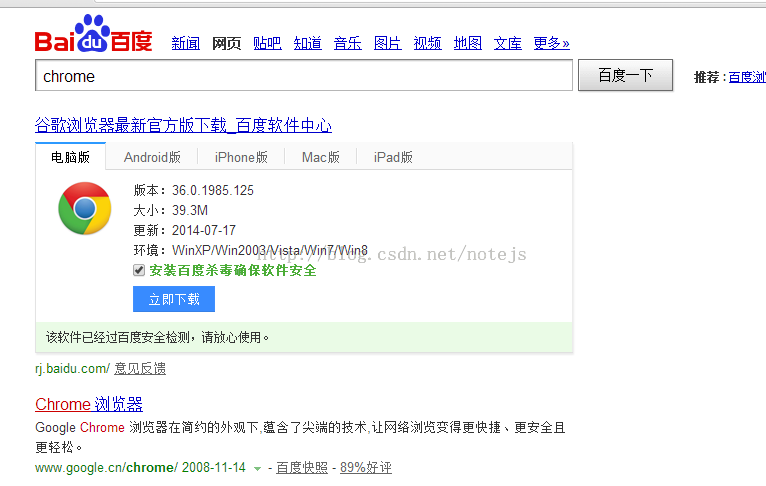 Bai du 百度 新闻 网页 贴吧 知道 音乐 图片 视频 地图 文库 更多»
chrome 百度一下 推荐 : 百度浏
谷歌浏览器最新官方版下载_百度软件中心
电脑版 Android版 iPhone版 Mac版 iPad版
版本：36.0.1985.125
大小：39.3M
更新：2014-07-17
环境：WinXP/Win2003/Vista/Win7/Win8
http://blog.csdn.net/notejs
安装百度杀毒确保软件安全
立即下载
该软件已经过百度安全检测，请放心使用。
rj.baidu.com/ 意见反馈
Chrome 浏览器
Google Chrome 浏览器在简约的外观下,蕴含了尖端的技术,让网络浏览变得更快捷、更安全且
更轻松。
www.google.cn/chrome/ 2008-11-14 - 百度快照 - 89%好评